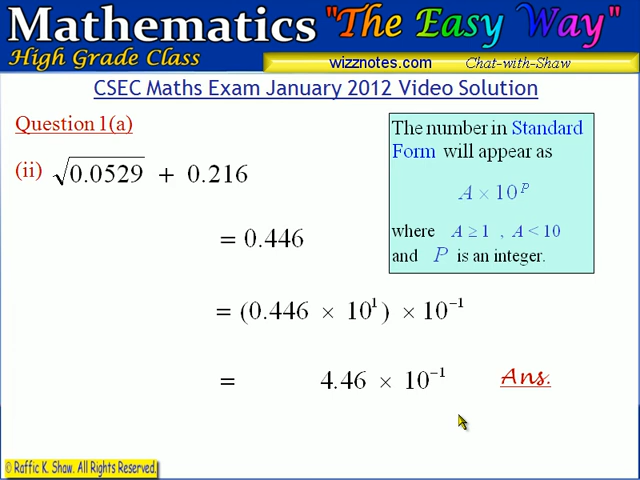 Mathematics "The Easy Way"
High Grade Class
wizznotes.com Chat-with-Shaw
CSEC Maths Exam January 2012 Video Solution
Question 1(a)
(ii) √0.0529 + 0.216
= 0.446
= (0.446 × 10¹) × 10⁻¹
= 4.46 × 10⁻¹ Ans.
The number in Standard
Form will appear as
A × 10ᴾ
where A ≥ 1 , A < 10
and P is an integer.
© Raffic K. Shaw. All Rights Reserved.